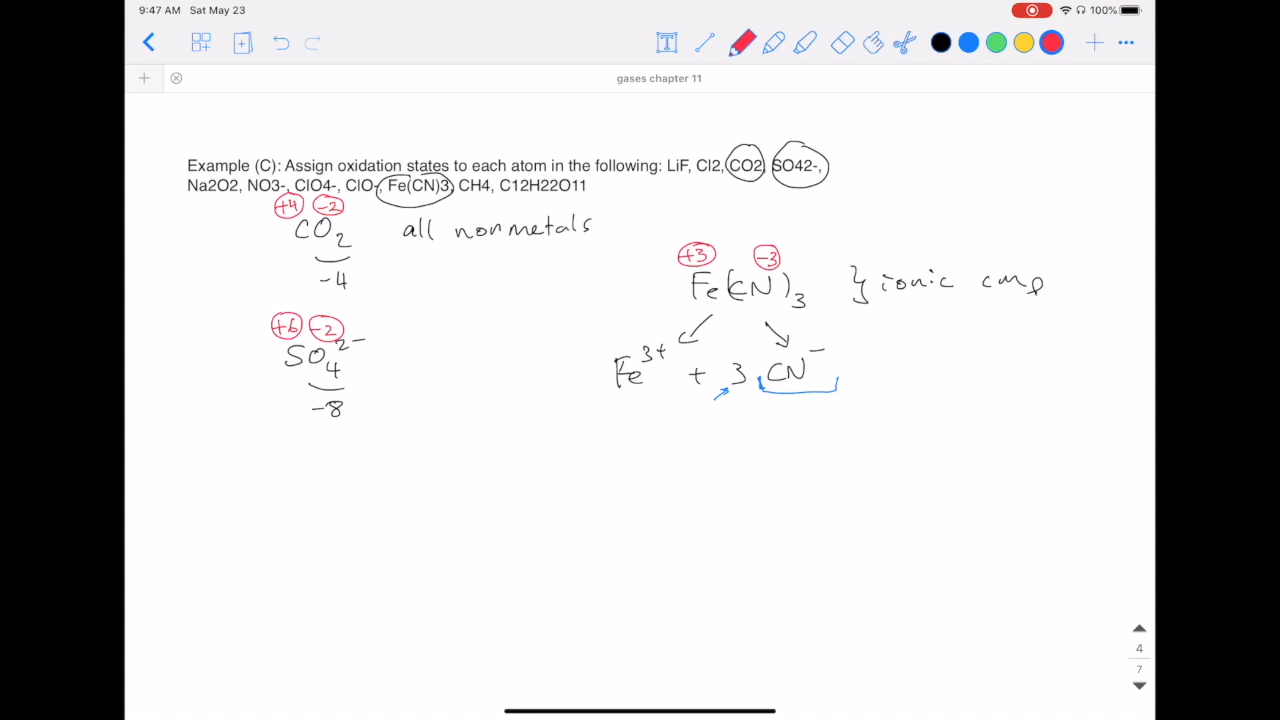 9:47 AM Sat May 23
100%
gases chapter 11
Example (C): Assign oxidation states to each atom in the following: LiF, Cl2, CO2, SO42-,
Na2O2, NO3-, ClO4-, ClO-, Fe(CN)3, CH4, C12H22O11
+4 -2
CO2 all nonmetals
-4
+3 -3
Fe(CN)3 } ionic cmp
+6 -2
SO4 2-
-8
Fe3+ + 3 CN-
4
7